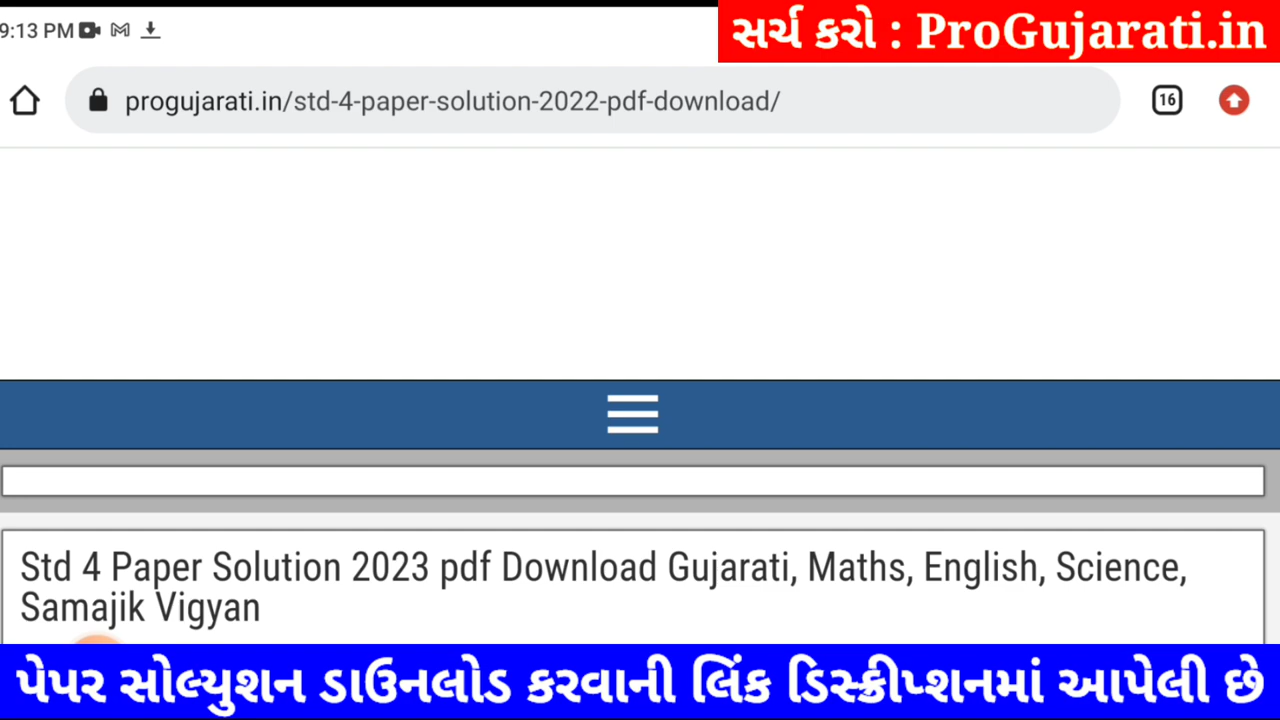 9:13 PM
સર્ચ કરો : ProGujarati.in
progujarati.in/std-4-paper-solution-2022-pdf-download/
16
Std 4 Paper Solution 2023 pdf Download Gujarati, Maths, English, Science,
Samajik Vigyan
પેપર સોલ્યુશન ડાઉનલોડ કરવાની લિંક ડિસ્ક્રીપ્શનમાં આપેલી છે